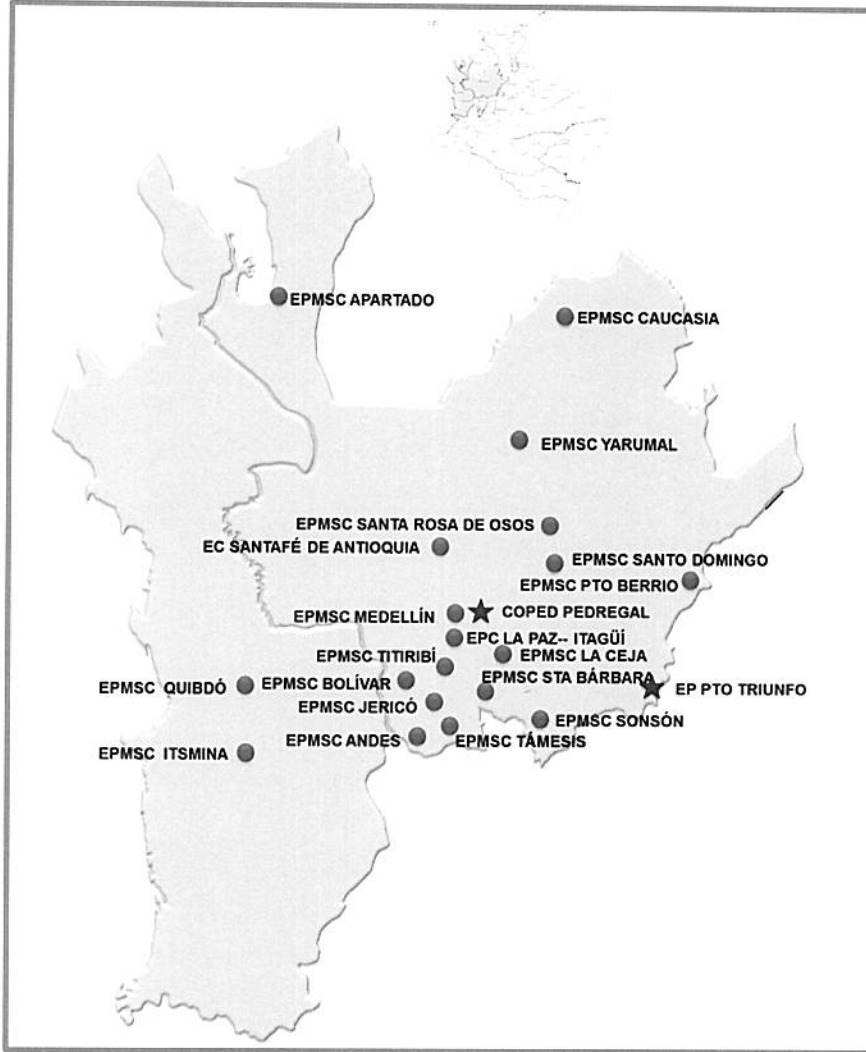 EPMSC APARTADO
EPMSC CAUCASIA
EPMSC YARUMAL
EPMSC SANTA ROSA DE OSOS
EC SANTAFÉ DE ANTIOQUIA
EPMSC SANTO DOMINGO
EPMSC PTO BERRIO
EPMSC MEDELLÍN
COPED PEDREGAL
EPC LA PAZ-- ITAGÜÍ
EPMSC TITIRIBÍ
EPMSC LA CEJA
EPMSC QUIBDÓ
EPMSC BOLÍVAR
EPMSC STA BÁRBARA
EP PTO TRIUNFO
EPMSC JERICÓ
EPMSC SONSÓN
EPMSC ANDES
EPMSC TÁMESIS
EPMSC ITSMINA